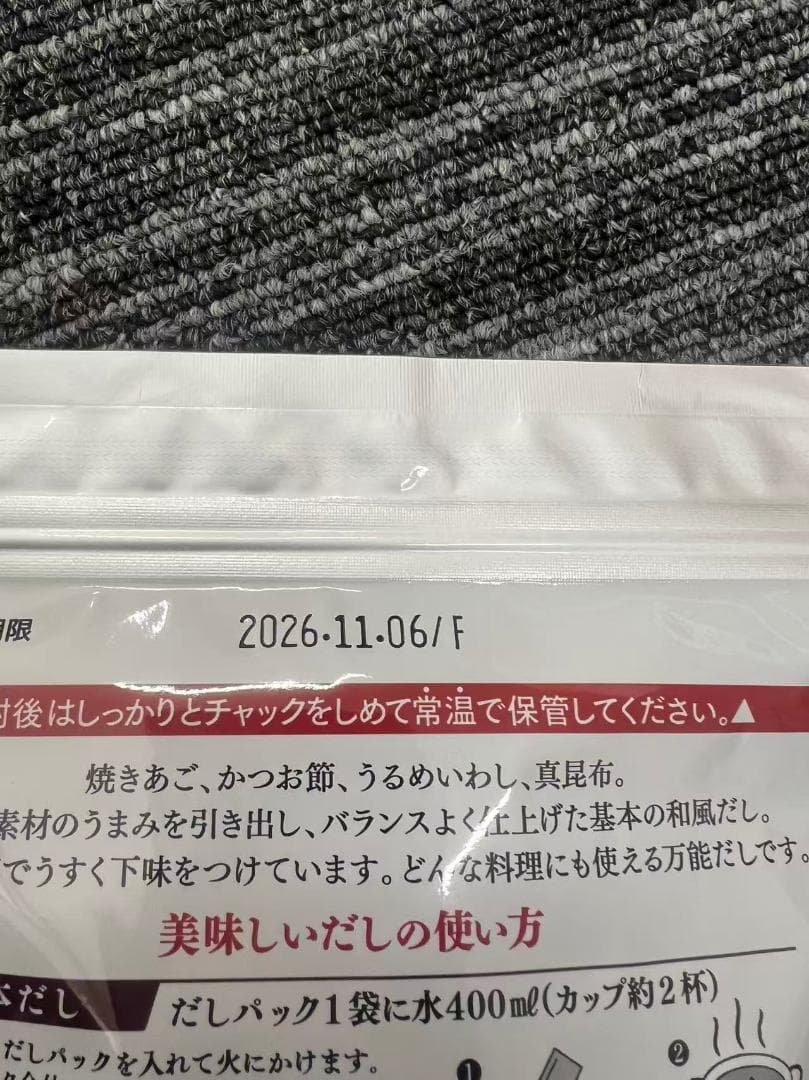 限 2026.11.06/F
後はしっかりとチャックをしめて常温で保管してください。▲
焼きあご、かつお節、うるめいわし、真昆布。
素材のうまみを引き出し、バランスよく仕上げた基本の和風だし。
でうすく下味をつけています。どんな料理にも使える万能だしです。
美味しいだしの使い方
本だし だしパック1袋に水400㎖(カップ約2杯)
だしパックを入れて火にかけます。
❶ ❷